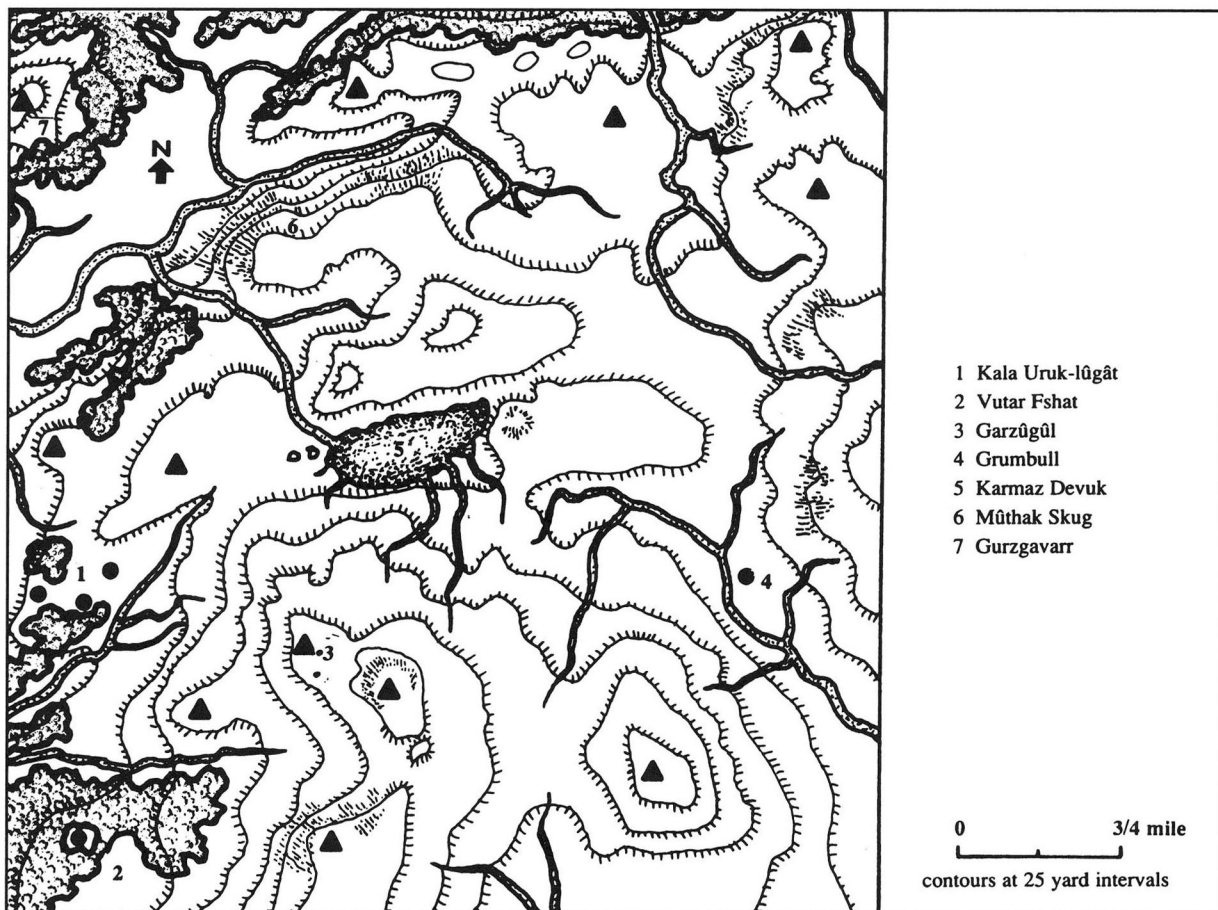 7
N
6
5
1
4
3
2
1 Kala Uruk-lûgât
2 Vutar Fshat
3 Garzûgûl
4 Grumbull
5 Karmaz Devuk
6 Mûthak Skug
7 Gurzgavarr
0 3/4 mile
contours at 25 yard intervals